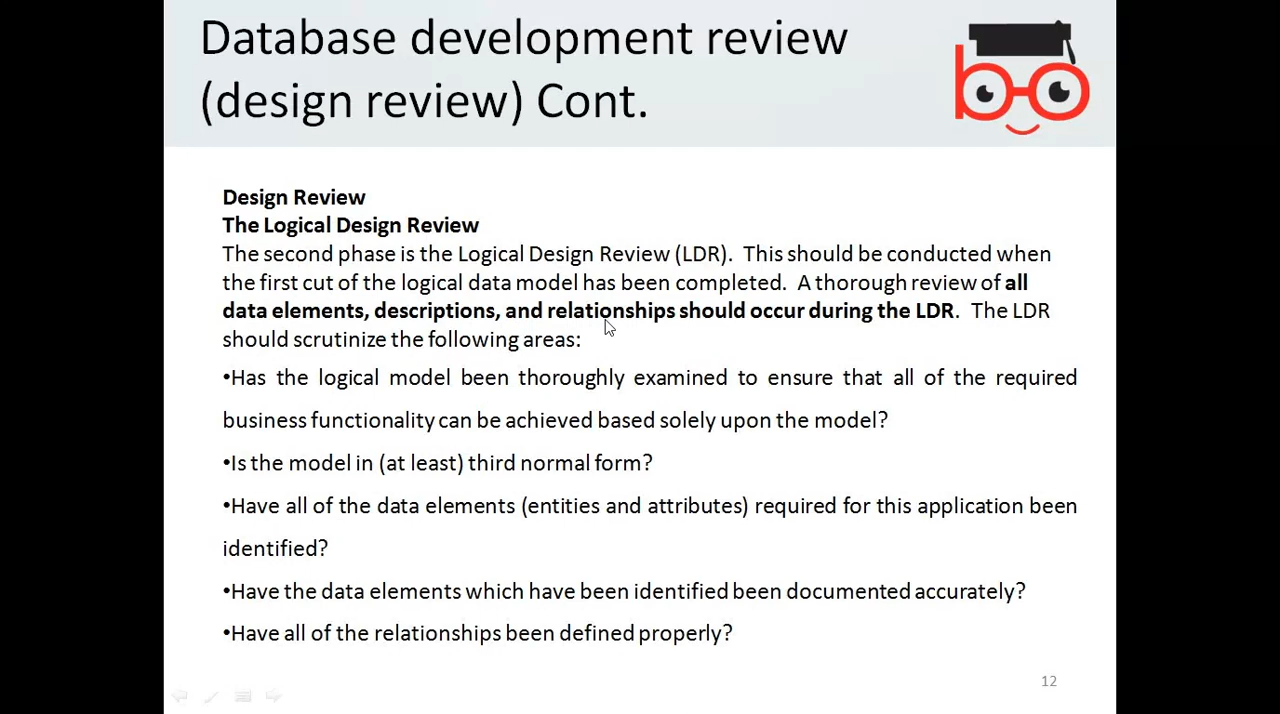 Database development review
(design review) Cont.
Design Review
The Logical Design Review
The second phase is the Logical Design Review (LDR). This should be conducted when
the first cut of the logical data model has been completed. A thorough review of all
data elements, descriptions, and relationships should occur during the LDR. The LDR
should scrutinize the following areas:
•Has the logical model been thoroughly examined to ensure that all of the required
business functionality can be achieved based solely upon the model?
•Is the model in (at least) third normal form?
•Have all of the data elements (entities and attributes) required for this application been
identified?
•Have the data elements which have been identified been documented accurately?
•Have all of the relationships been defined properly?
12